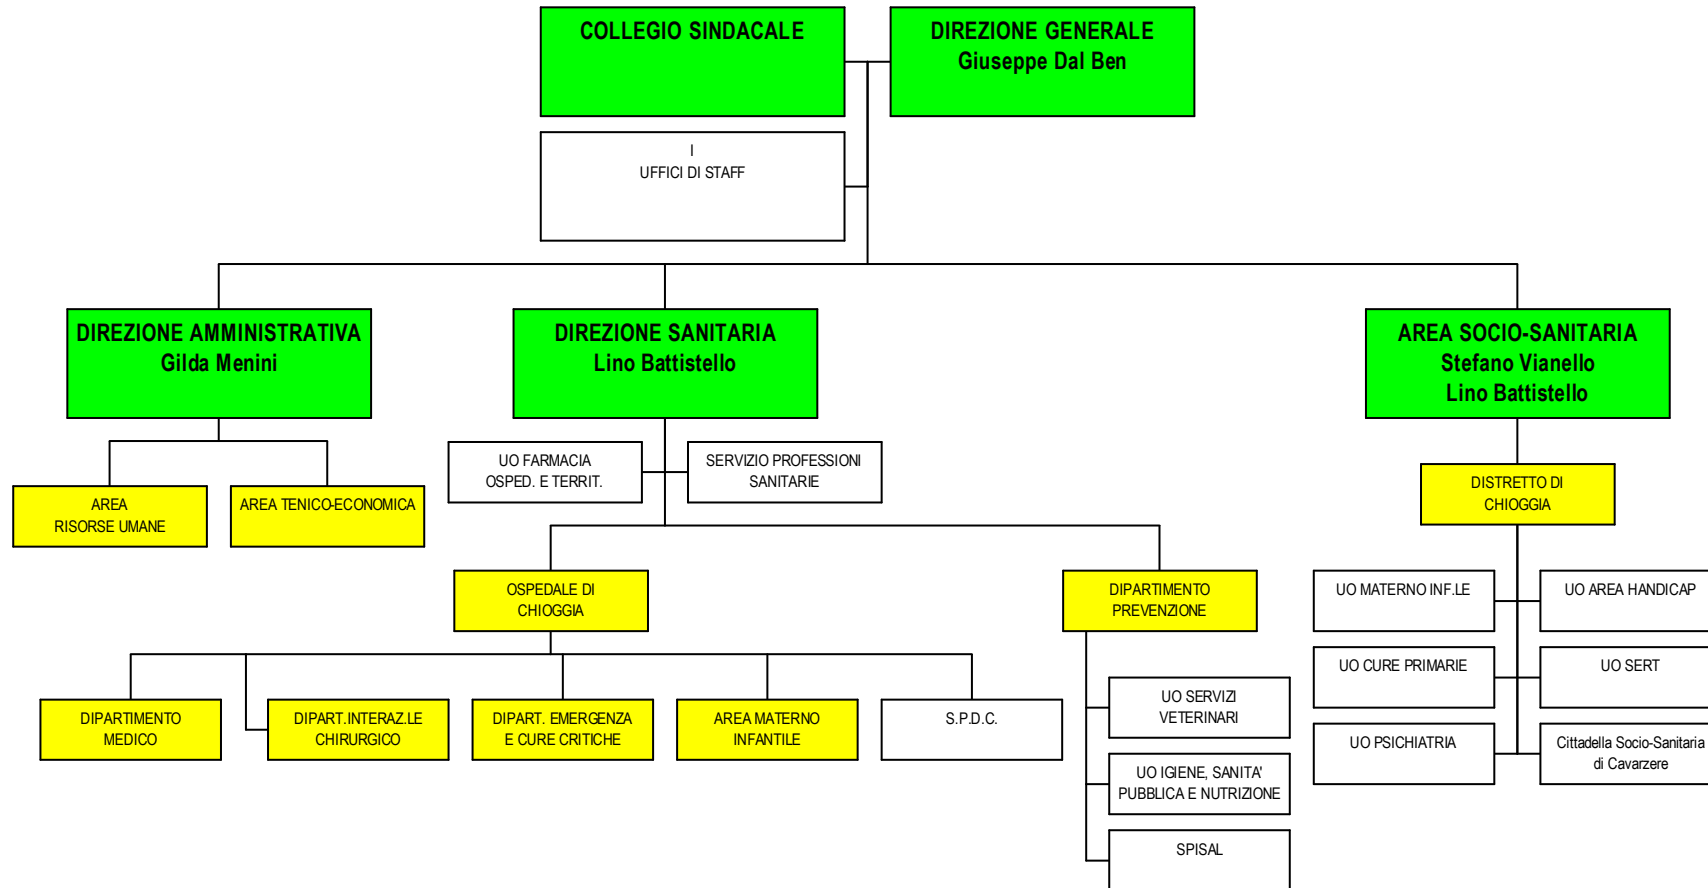 COLLEGIO SINDACALE
DIREZIONE GENERALE
Giuseppe Dal Ben
I
UFFICI DI STAFF
DIREZIONE AMMINISTRATIVA
Gilda Menini
DIREZIONE SANITARIA
Lino Battistello
AREA SOCIO-SANITARIA
Stefano Vianello
Lino Battistello
UO FARMACIA
OSPED. E TERRIT.
SERVIZIO PROFESSIONI
SANITARIE
AREA
RISORSE UMANE
AREA TENICO-ECONOMICA
DISTRETTO DI
CHIOGGIA
OSPEDALE DI
CHIOGGIA
DIPARTIMENTO
PREVENZIONE
UO MATERNO INF.LE
UO AREA HANDICAP
UO CURE PRIMARIE
UO SERT
UO PSICHIATRIA
Cittadella Socio-Sanitaria
di Cavarzere
DIPARTIMENTO
MEDICO
DIPART.INTERAZ.LE
CHIRURGICO
DIPART. EMERGENZA
E CURE CRITICHE
AREA MATERNO
INFANTILE
S.P.D.C.
UO SERVIZI
VETERINARI
UO IGIENE, SANITA'
PUBBLICA E NUTRIZIONE
SPISAL